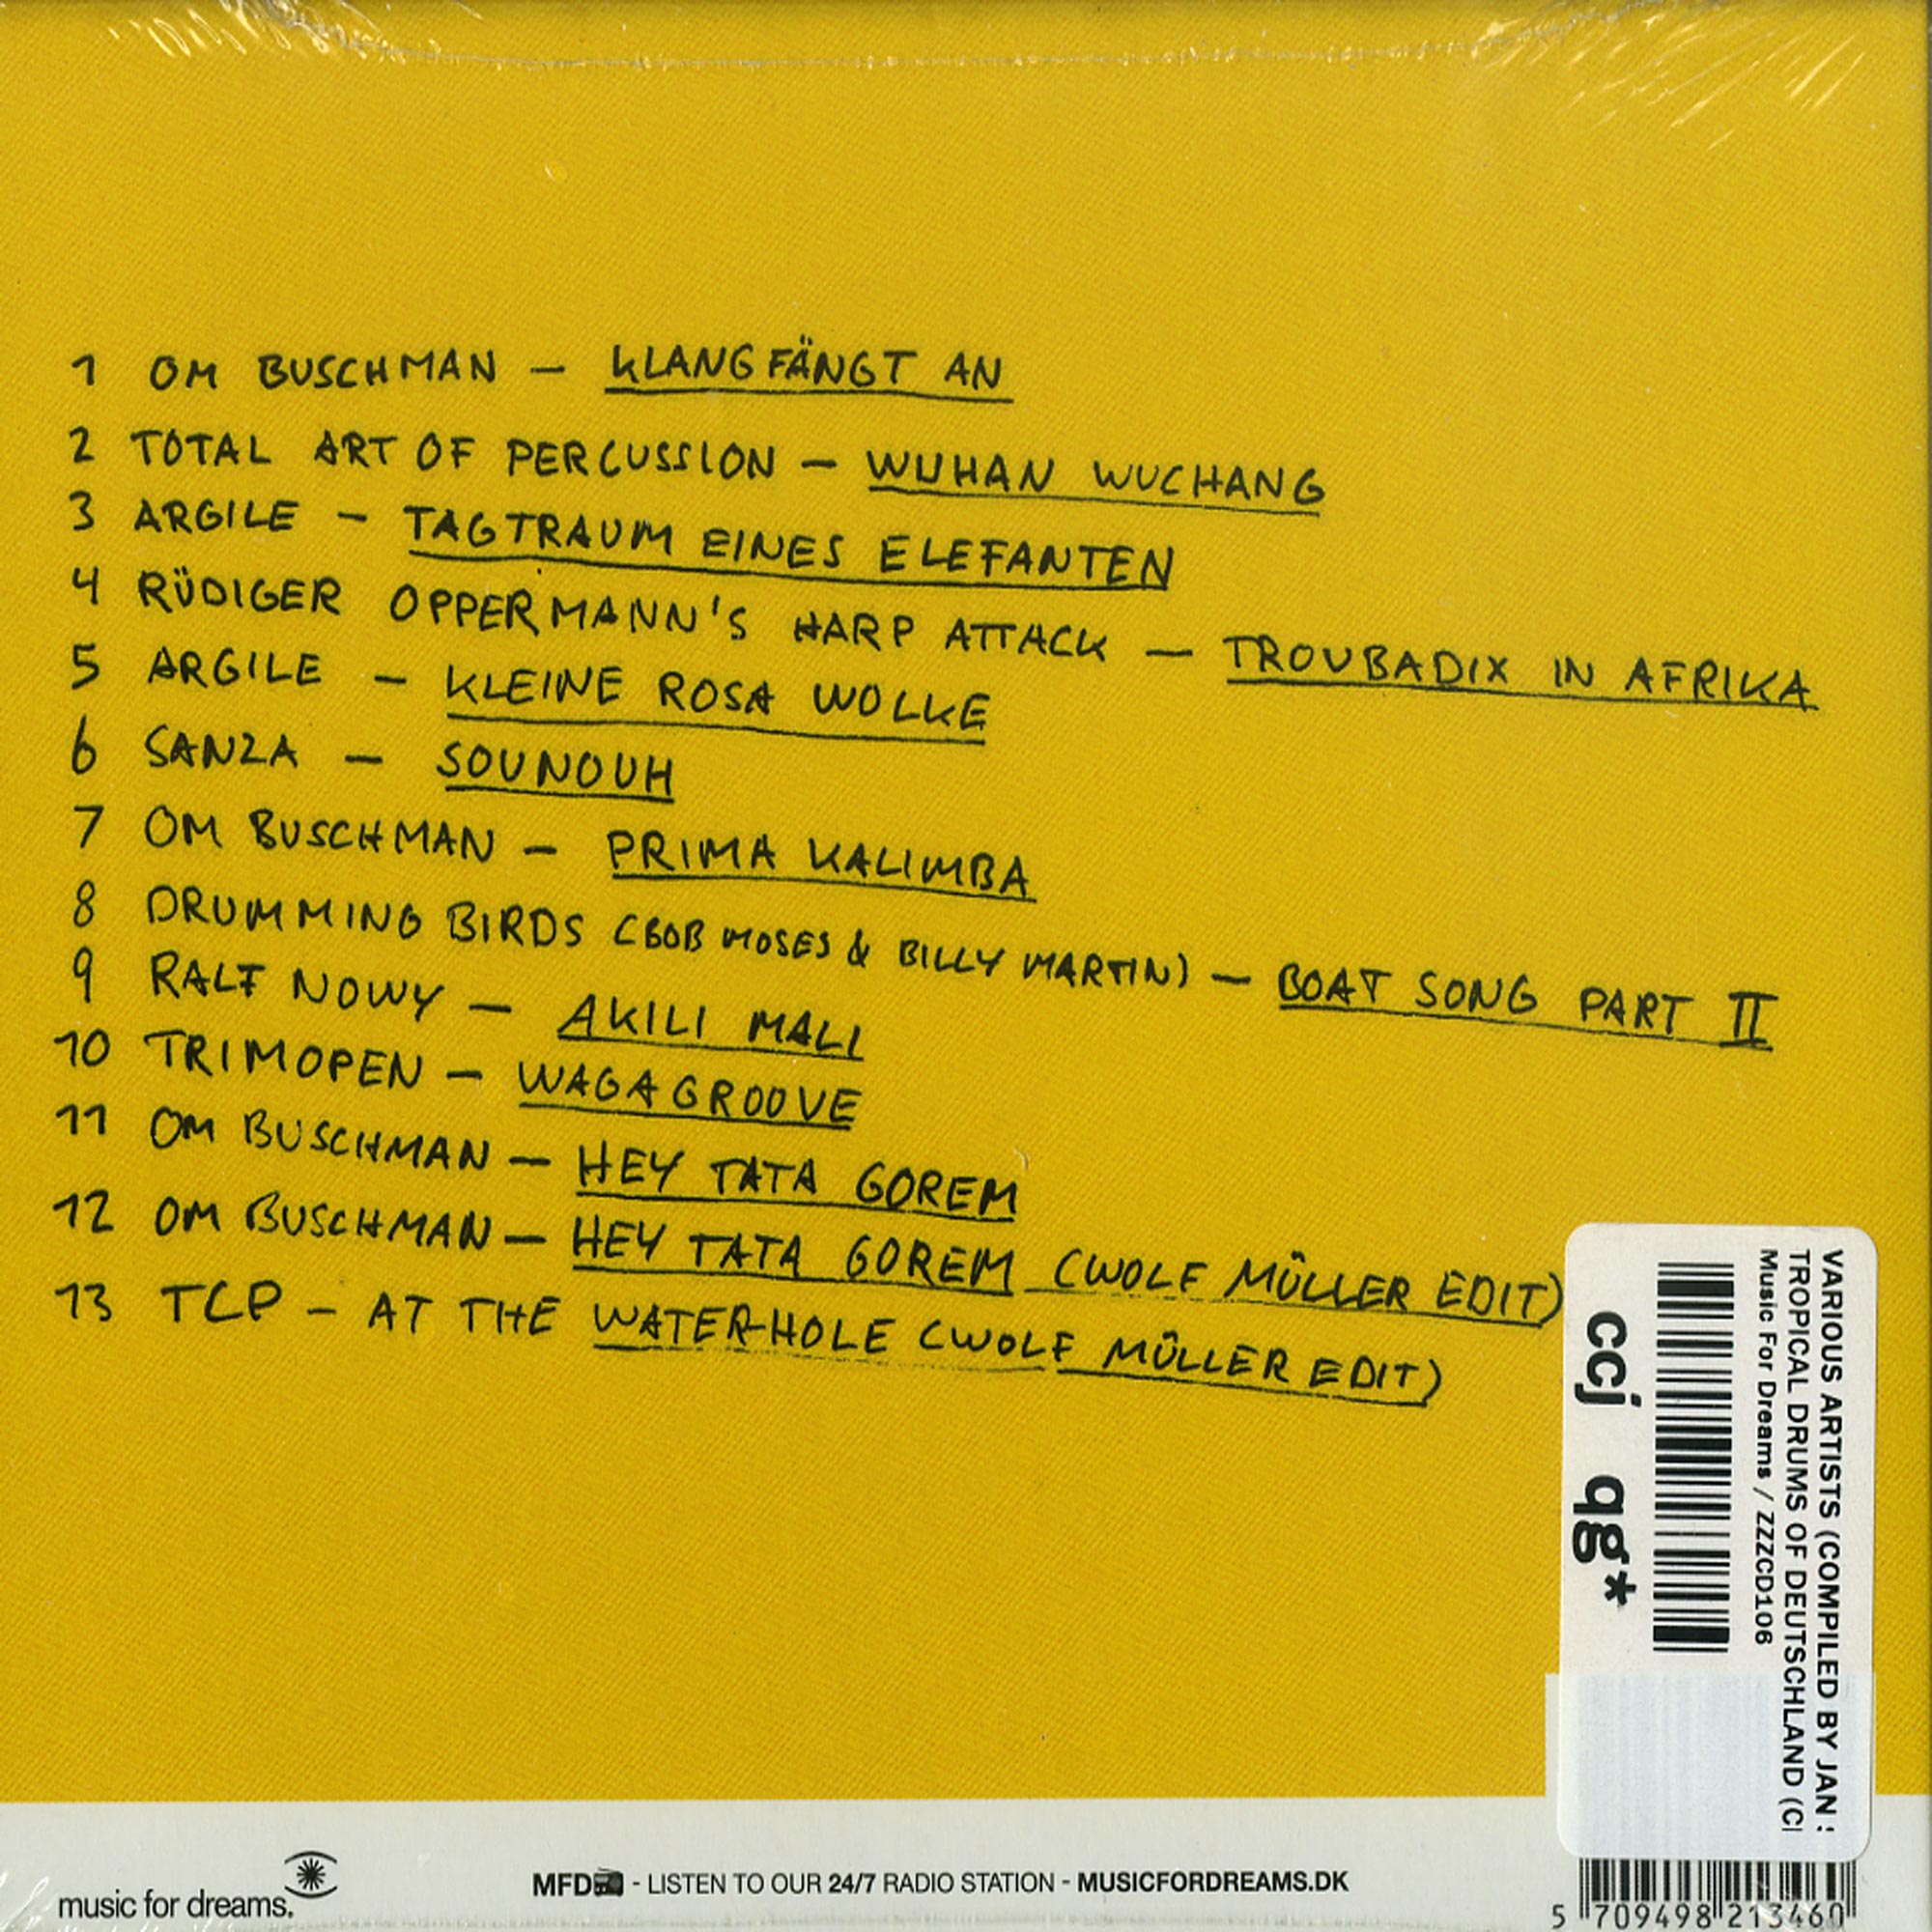 1 OM BUSCHMAN – KLANG FÄNGT AN
2 TOTAL ART OF PERCUSSION – WUHAN WUCHANG
3 ARGILE – TAGTRAUM EINES ELEFANTEN
4 RÜDIGER OPPERMANN'S HARP ATTACK – TROUBADIX IN AFRIKA
5 ARGILE – KLEINE ROSA WOLKE
6 SANZA – SOUNOUH
7 OM BUSCHMAN – PRIMA KALIMBA
8 DRUMMING BIRDS (BOB MOSES & BILLY MARTIN) – BOAT SONG PART II
9 RALF NOWY – AKILI MALI
10 TRIMOPEN – WAGAGROOVE
11 OM BUSCHMAN – HEY TATA GOREM
12 OM BUSCHMAN – HEY TATA GOREM (WOLF MÜLLER EDIT)
13 TCP – AT THE WATER-HOLE (WOLF MÜLLER EDIT)
VARIOUS ARTISTS (COMPILED BY JAN :
TROPICAL DRUMS OF DEUTSCHLAND (C
Music For Dreams / ZZZCD106
ccj qg*
music for dreams.
MFD - LISTEN TO OUR 24/7 RADIO STATION - MUSICFORDREAMS.DK
5 709498 213460